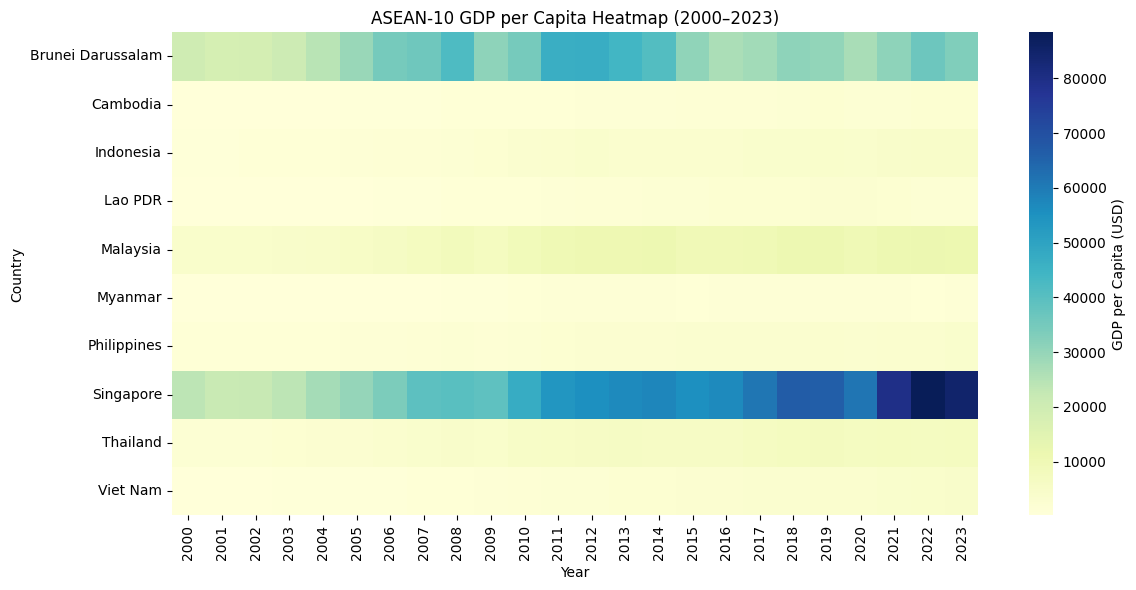 ASEAN-10 GDP per Capita Heatmap (2000–2023)
Country
Brunei Darussalam
Cambodia
Indonesia
Lao PDR
Malaysia
Myanmar
Philippines
Singapore
Thailand
Viet Nam
2000 2001 2002 2003 2004 2005 2006 2007 2008 2009 2010 2011 2012 2013 2014 2015 2016 2017 2018 2019 2020 2021 2022 2023
Year
80000
70000
60000
50000
40000
30000
20000
10000
GDP per Capita (USD)